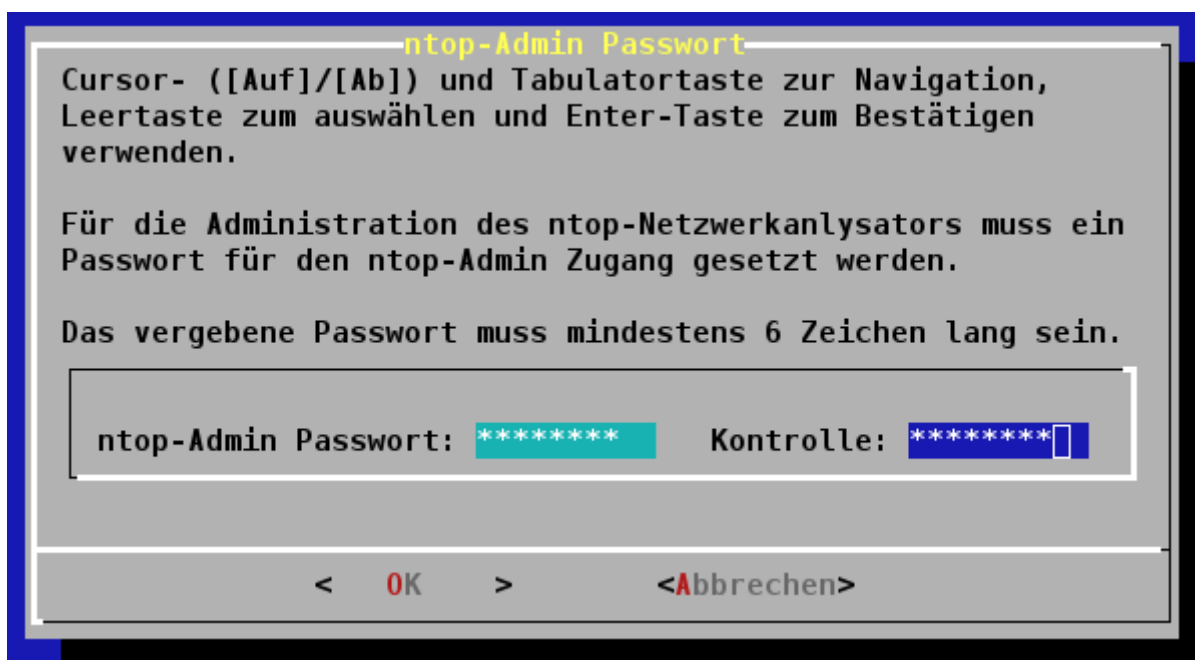 ntop-Admin Passwort
Cursor- ([Auf]/[Ab]) und Tabulatortaste zur Navigation,
Leertaste zum auswählen und Enter-Taste zum Bestätigen
verwenden.
Für die Administration des ntop-Netzwerkanlysators muss ein
Passwort für den ntop-Admin Zugang gesetzt werden.
Das vergebene Passwort muss mindestens 6 Zeichen lang sein.
ntop-Admin Passwort: ******** Kontrolle: ********
< OK > <Abbrechen>